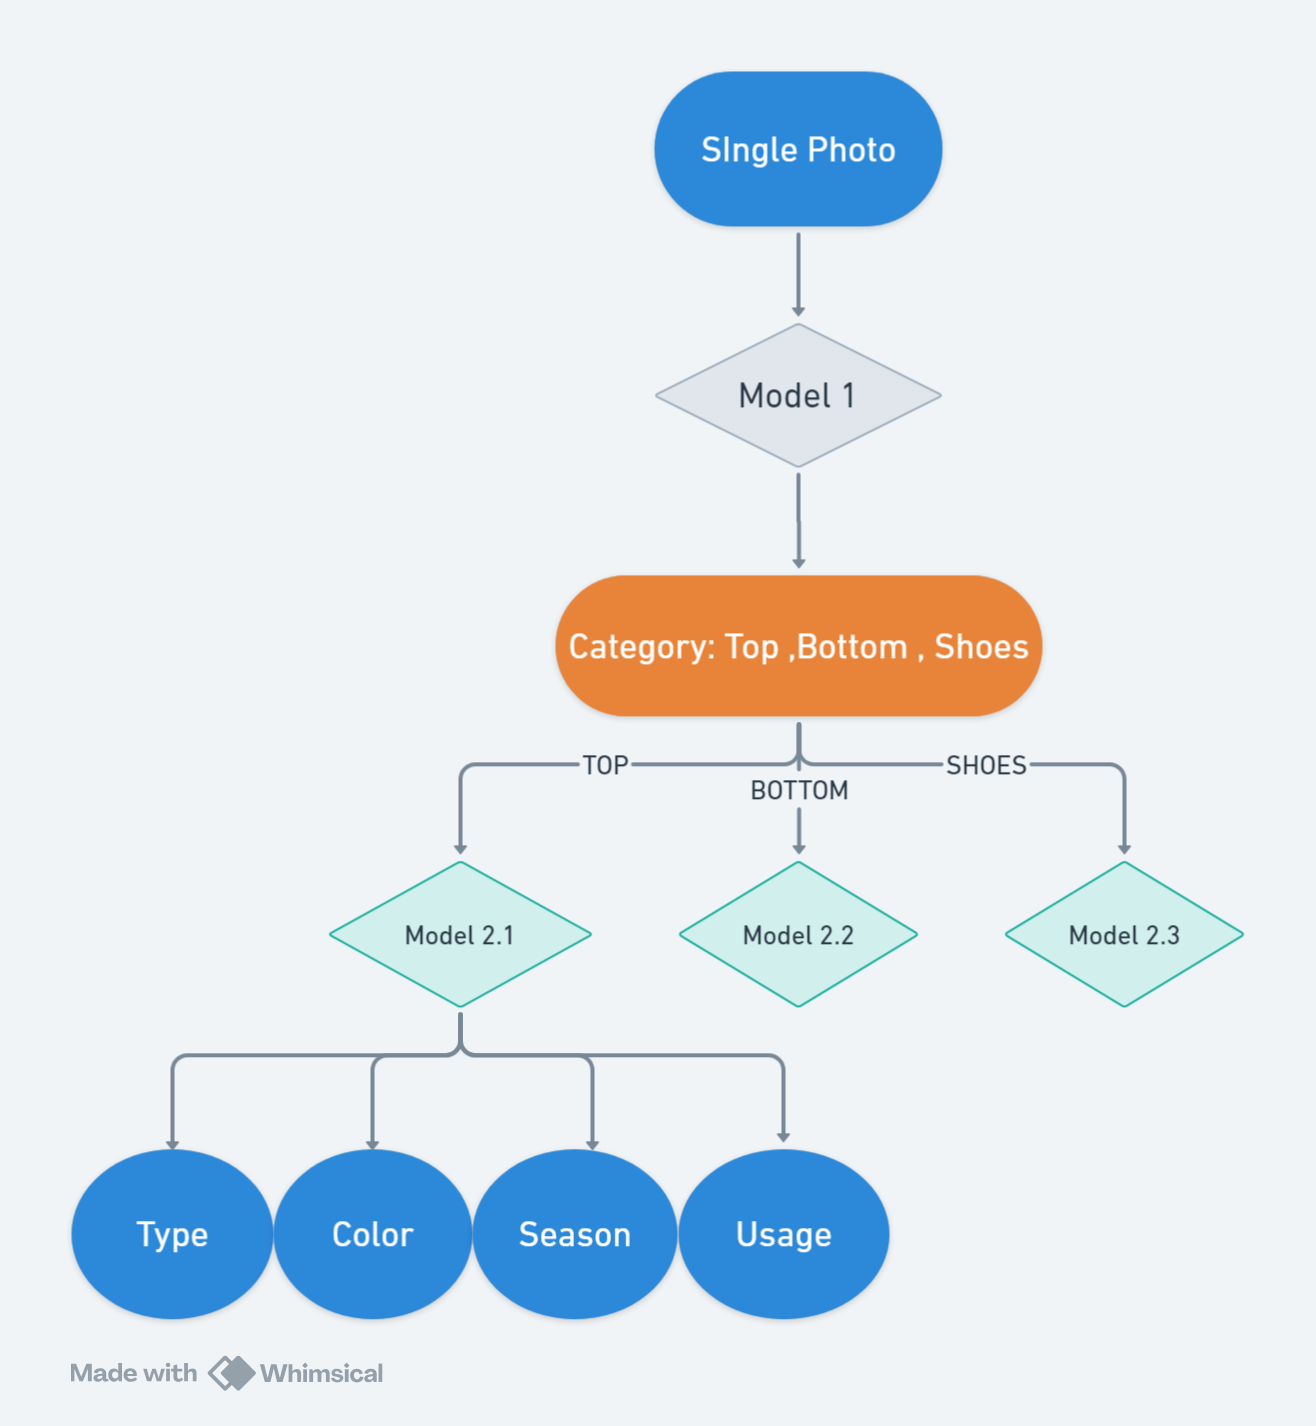 SIngle Photo
Model 1
Category: Top ,Bottom , Shoes
TOP
SHOES
BOTTOM
Model 2.1
Model 2.2
Model 2.3
Type
Color
Season
Usage
Made with Whimsical